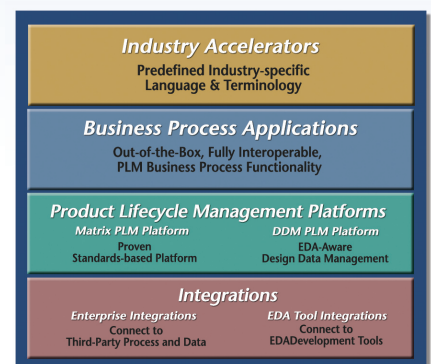 Industry Accelerators
Predefined Industry-specific
Language & Terminology
Business Process Applications
Out-of-the-Box, Fully Interoperable,
PLM Business Process Functionality
Product Lifecycle Management Platforms
Matrix PLM Platform
Proven
Standards-based Platform
DDM PLM Platform
EDA-Aware
Design Data Management
Integrations
Enterprise Integrations
Connect to
Third-Party Process and Data
EDA Tool Integrations
Connect to
EDADevelopment Tools